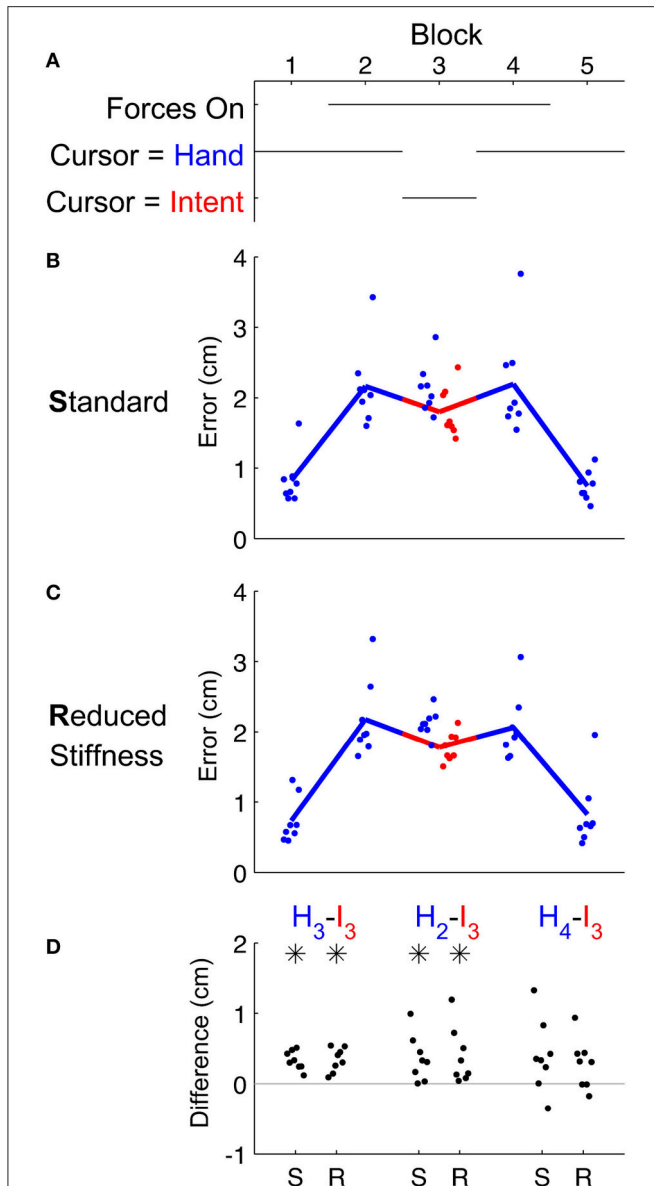 A
Block
1 2 3 4 5
Forces On
Cursor = Hand
Cursor = Intent
B
Standard
Error (cm)
4
3
2
1
0
C
Reduced
Stiffness
Error (cm)
4
3
2
1
0
D
H3-I3 H2-I3 H4-I3
Difference (cm)
2
1
0
-1
S R S R S R